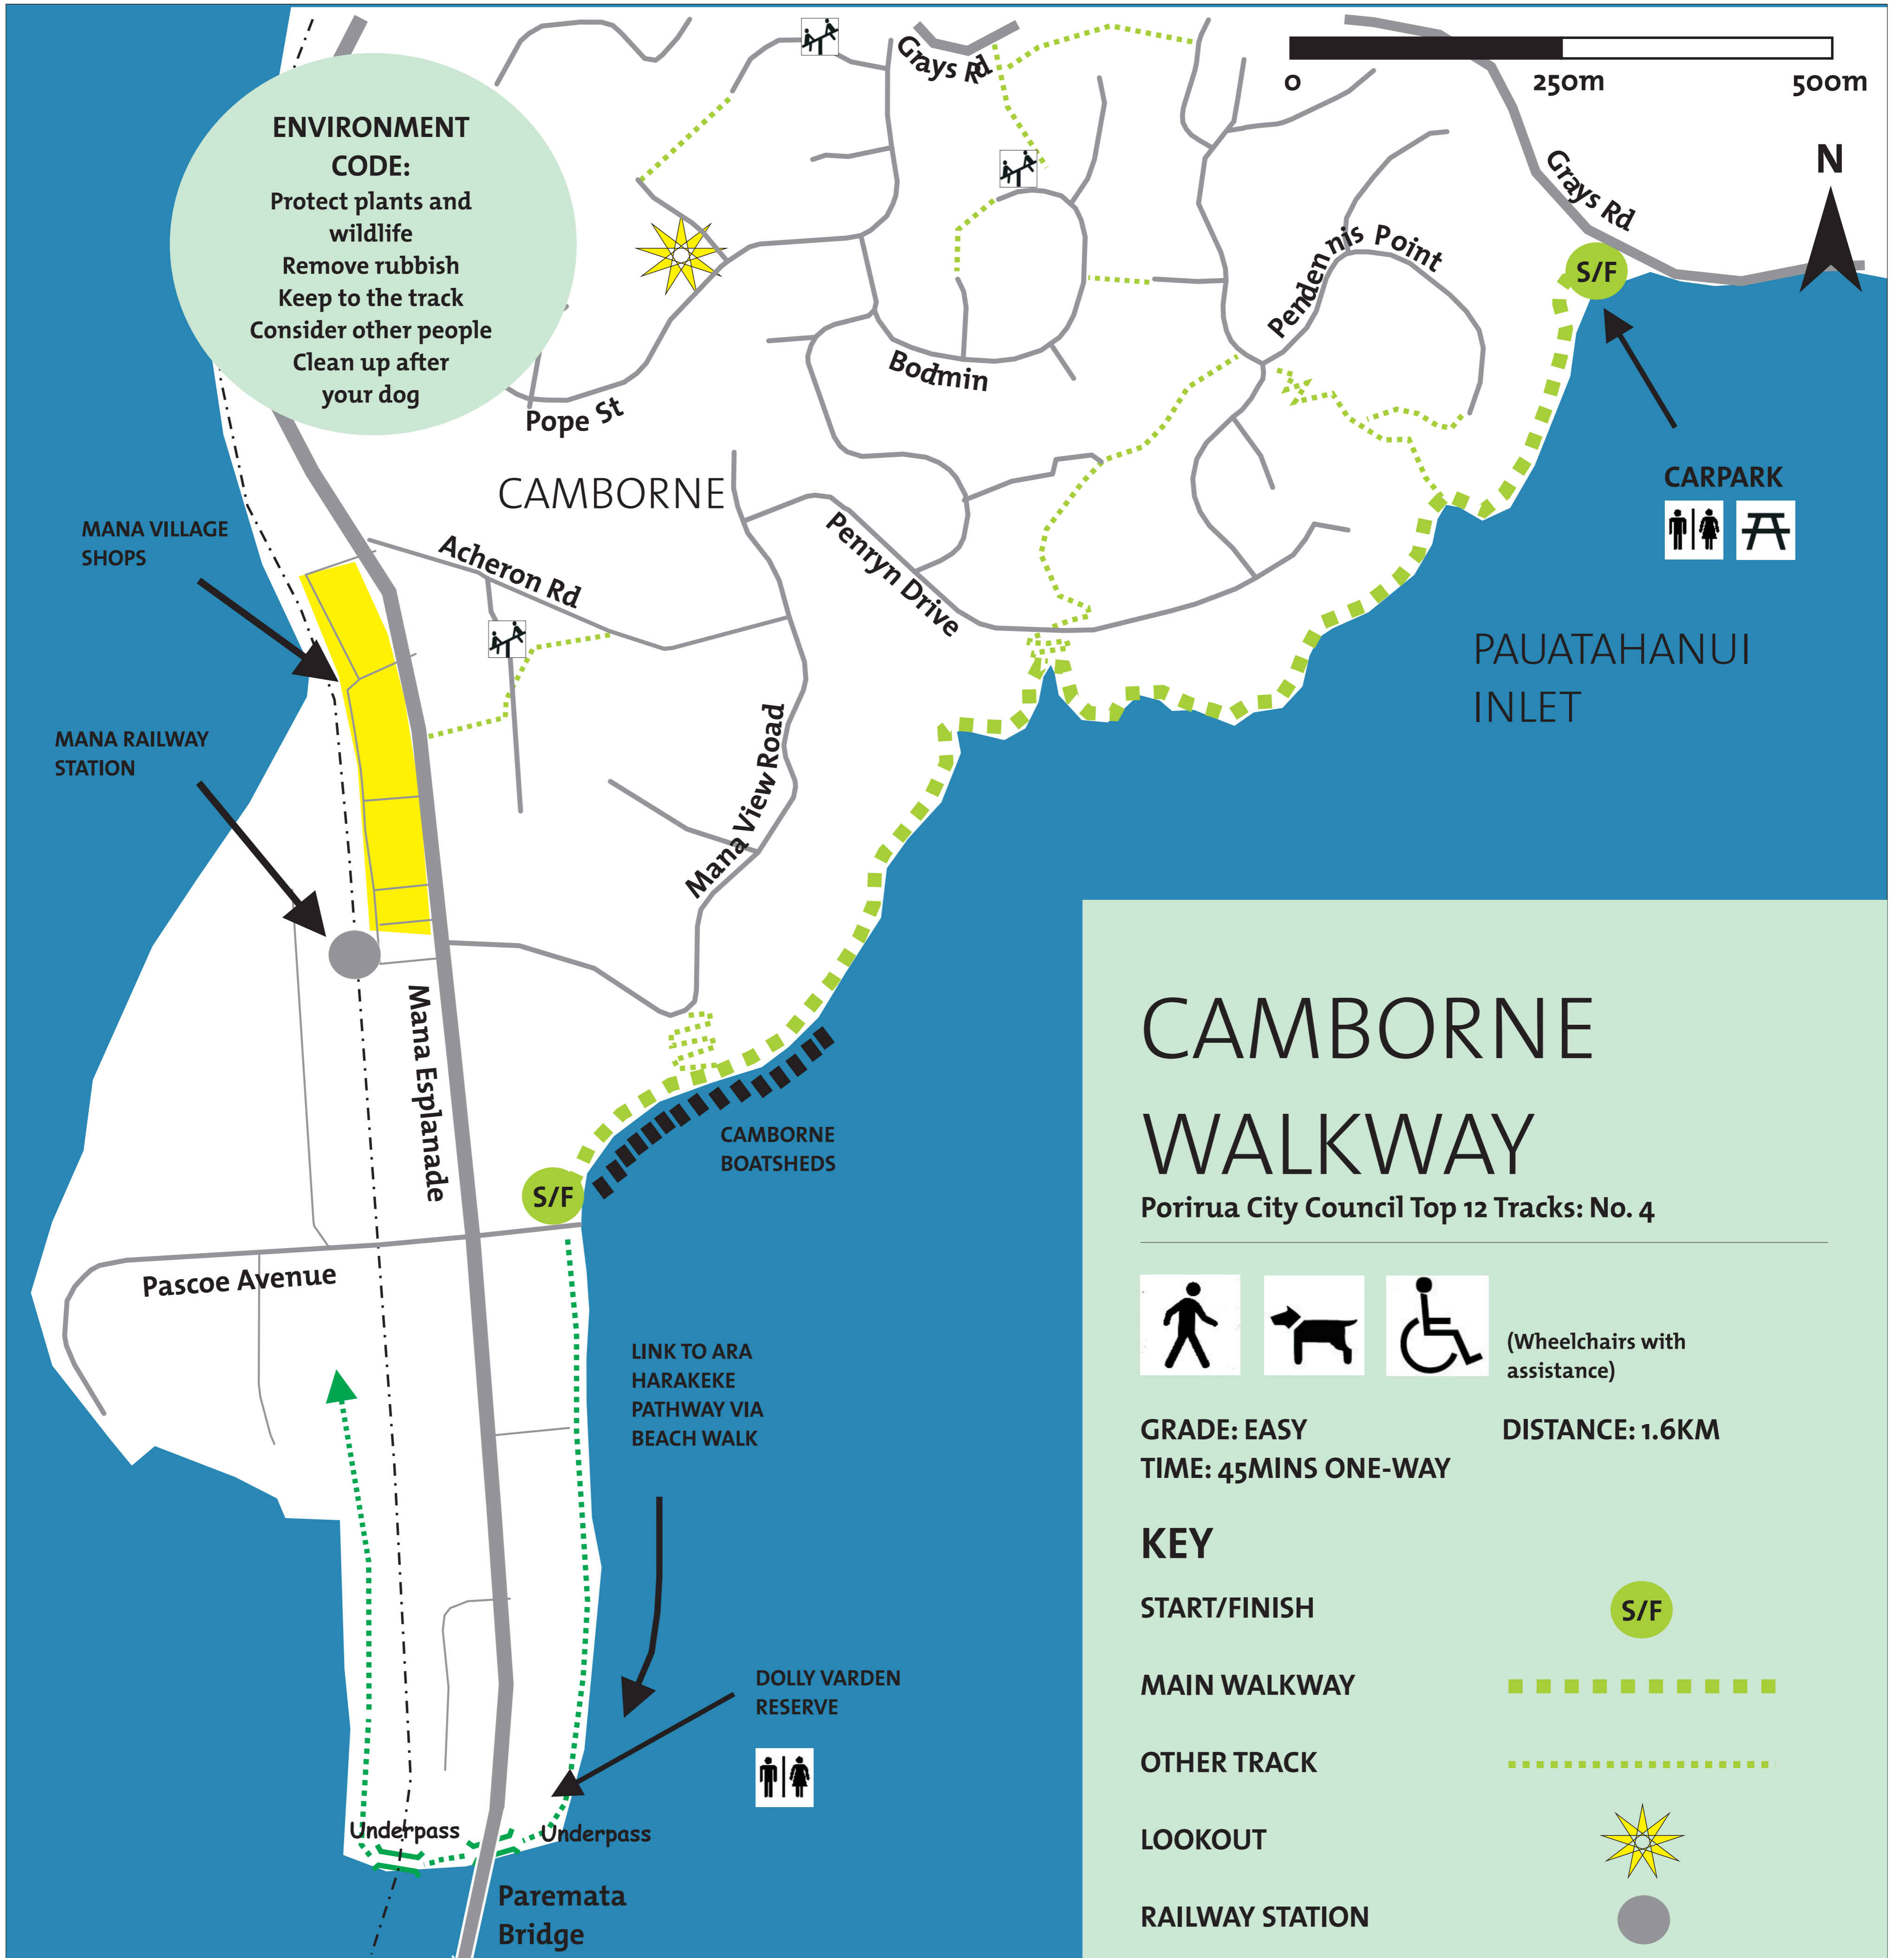 ENVIRONMENT
CODE:
Protect plants and
wildlife
Remove rubbish
Keep to the track
Consider other people
Clean up after
your dog
Grays Rd
0
250m
500m
N
Grays Rd
S/F
Pendennis Point
Bodmin
Pope St
CAMBORNE
CARPARK
MANA VILLAGE
SHOPS
Acheron Rd
Penryn Drive
PAUATAHANUI
INLET
MANA RAILWAY
STATION
Mana View Road
Mana Esplanade
CAMBORNE
BOATSHEDS
S/F
Pascoe Avenue
LINK TO ARA
HARAKEKE
PATHWAY VIA
BEACH WALK
DOLLY VARDEN
RESERVE
Underpass
Underpass
Paremata
Bridge
CAMBORNE
WALKWAY
Porirua City Council Top 12 Tracks: No. 4
(Wheelchairs with
assistance)
GRADE: EASY
DISTANCE: 1.6KM
TIME: 45MINS ONE-WAY
KEY
START/FINISH
S/F
MAIN WALKWAY
OTHER TRACK
LOOKOUT
RAILWAY STATION